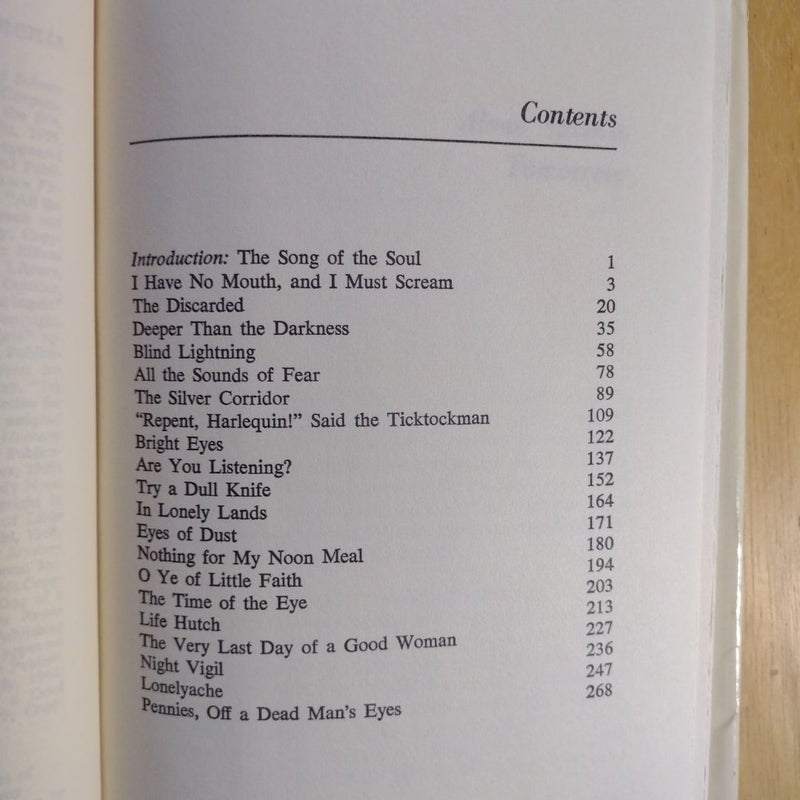 Contents
Introduction: The Song of the Soul 1
I Have No Mouth, and I Must Scream 3
The Discarded 20
Deeper Than the Darkness 35
Blind Lightning 58
All the Sounds of Fear 78
The Silver Corridor 89
“Repent, Harlequin!” Said the Ticktockman 109
Bright Eyes 122
Are You Listening? 137
Try a Dull Knife 152
In Lonely Lands 164
Eyes of Dust 171
Nothing for My Noon Meal 180
O Ye of Little Faith 194
The Time of the Eye 203
Life Hutch 213
The Very Last Day of a Good Woman 227
Night Vigil 236
Lonelyache 247
Pennies, Off a Dead Man's Eyes 268